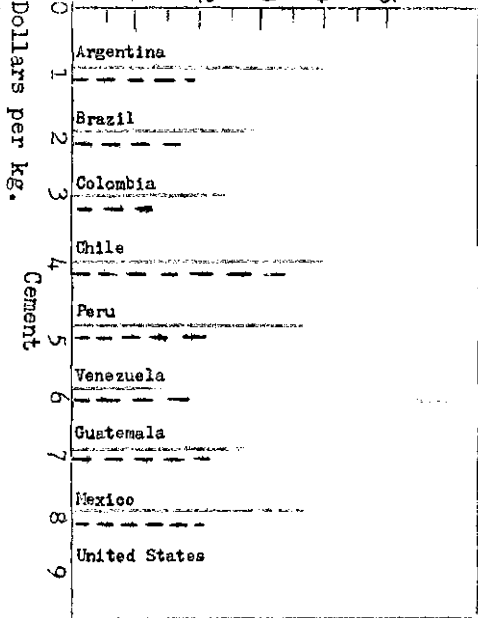 Argentina
Brazil
Colombia
Chile
Peru
Venezuela
Guatemala
Mexico
United States
0 1 2 3 4 5 6 7 8 9
Dollars per kg.
Cement